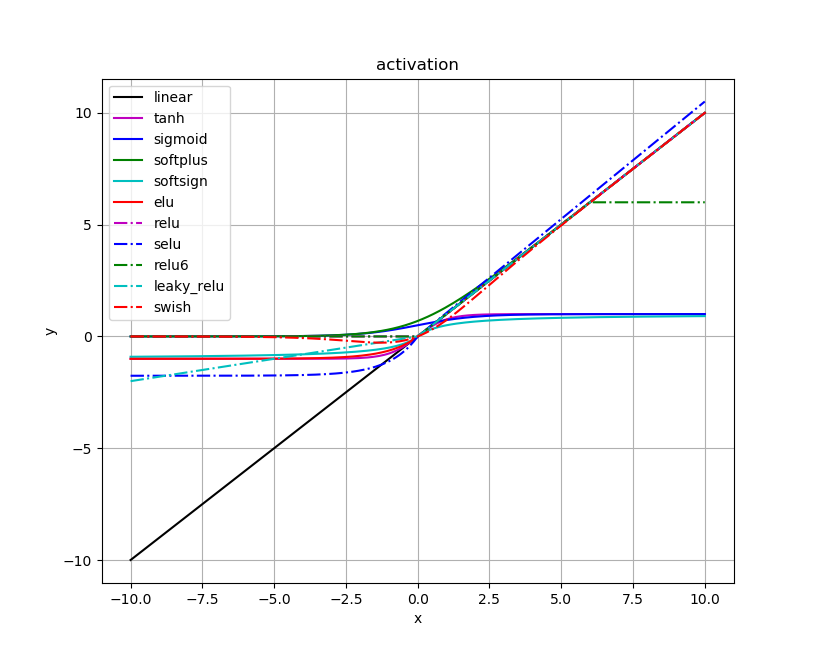 activation
linear
tanh
sigmoid
softplus
softsign
elu
relu
selu
relu6
leaky_relu
swish
10
5
0
−5
−10
y
−10.0 −7.5 −5.0 −2.5 0.0 2.5 5.0 7.5 10.0
x